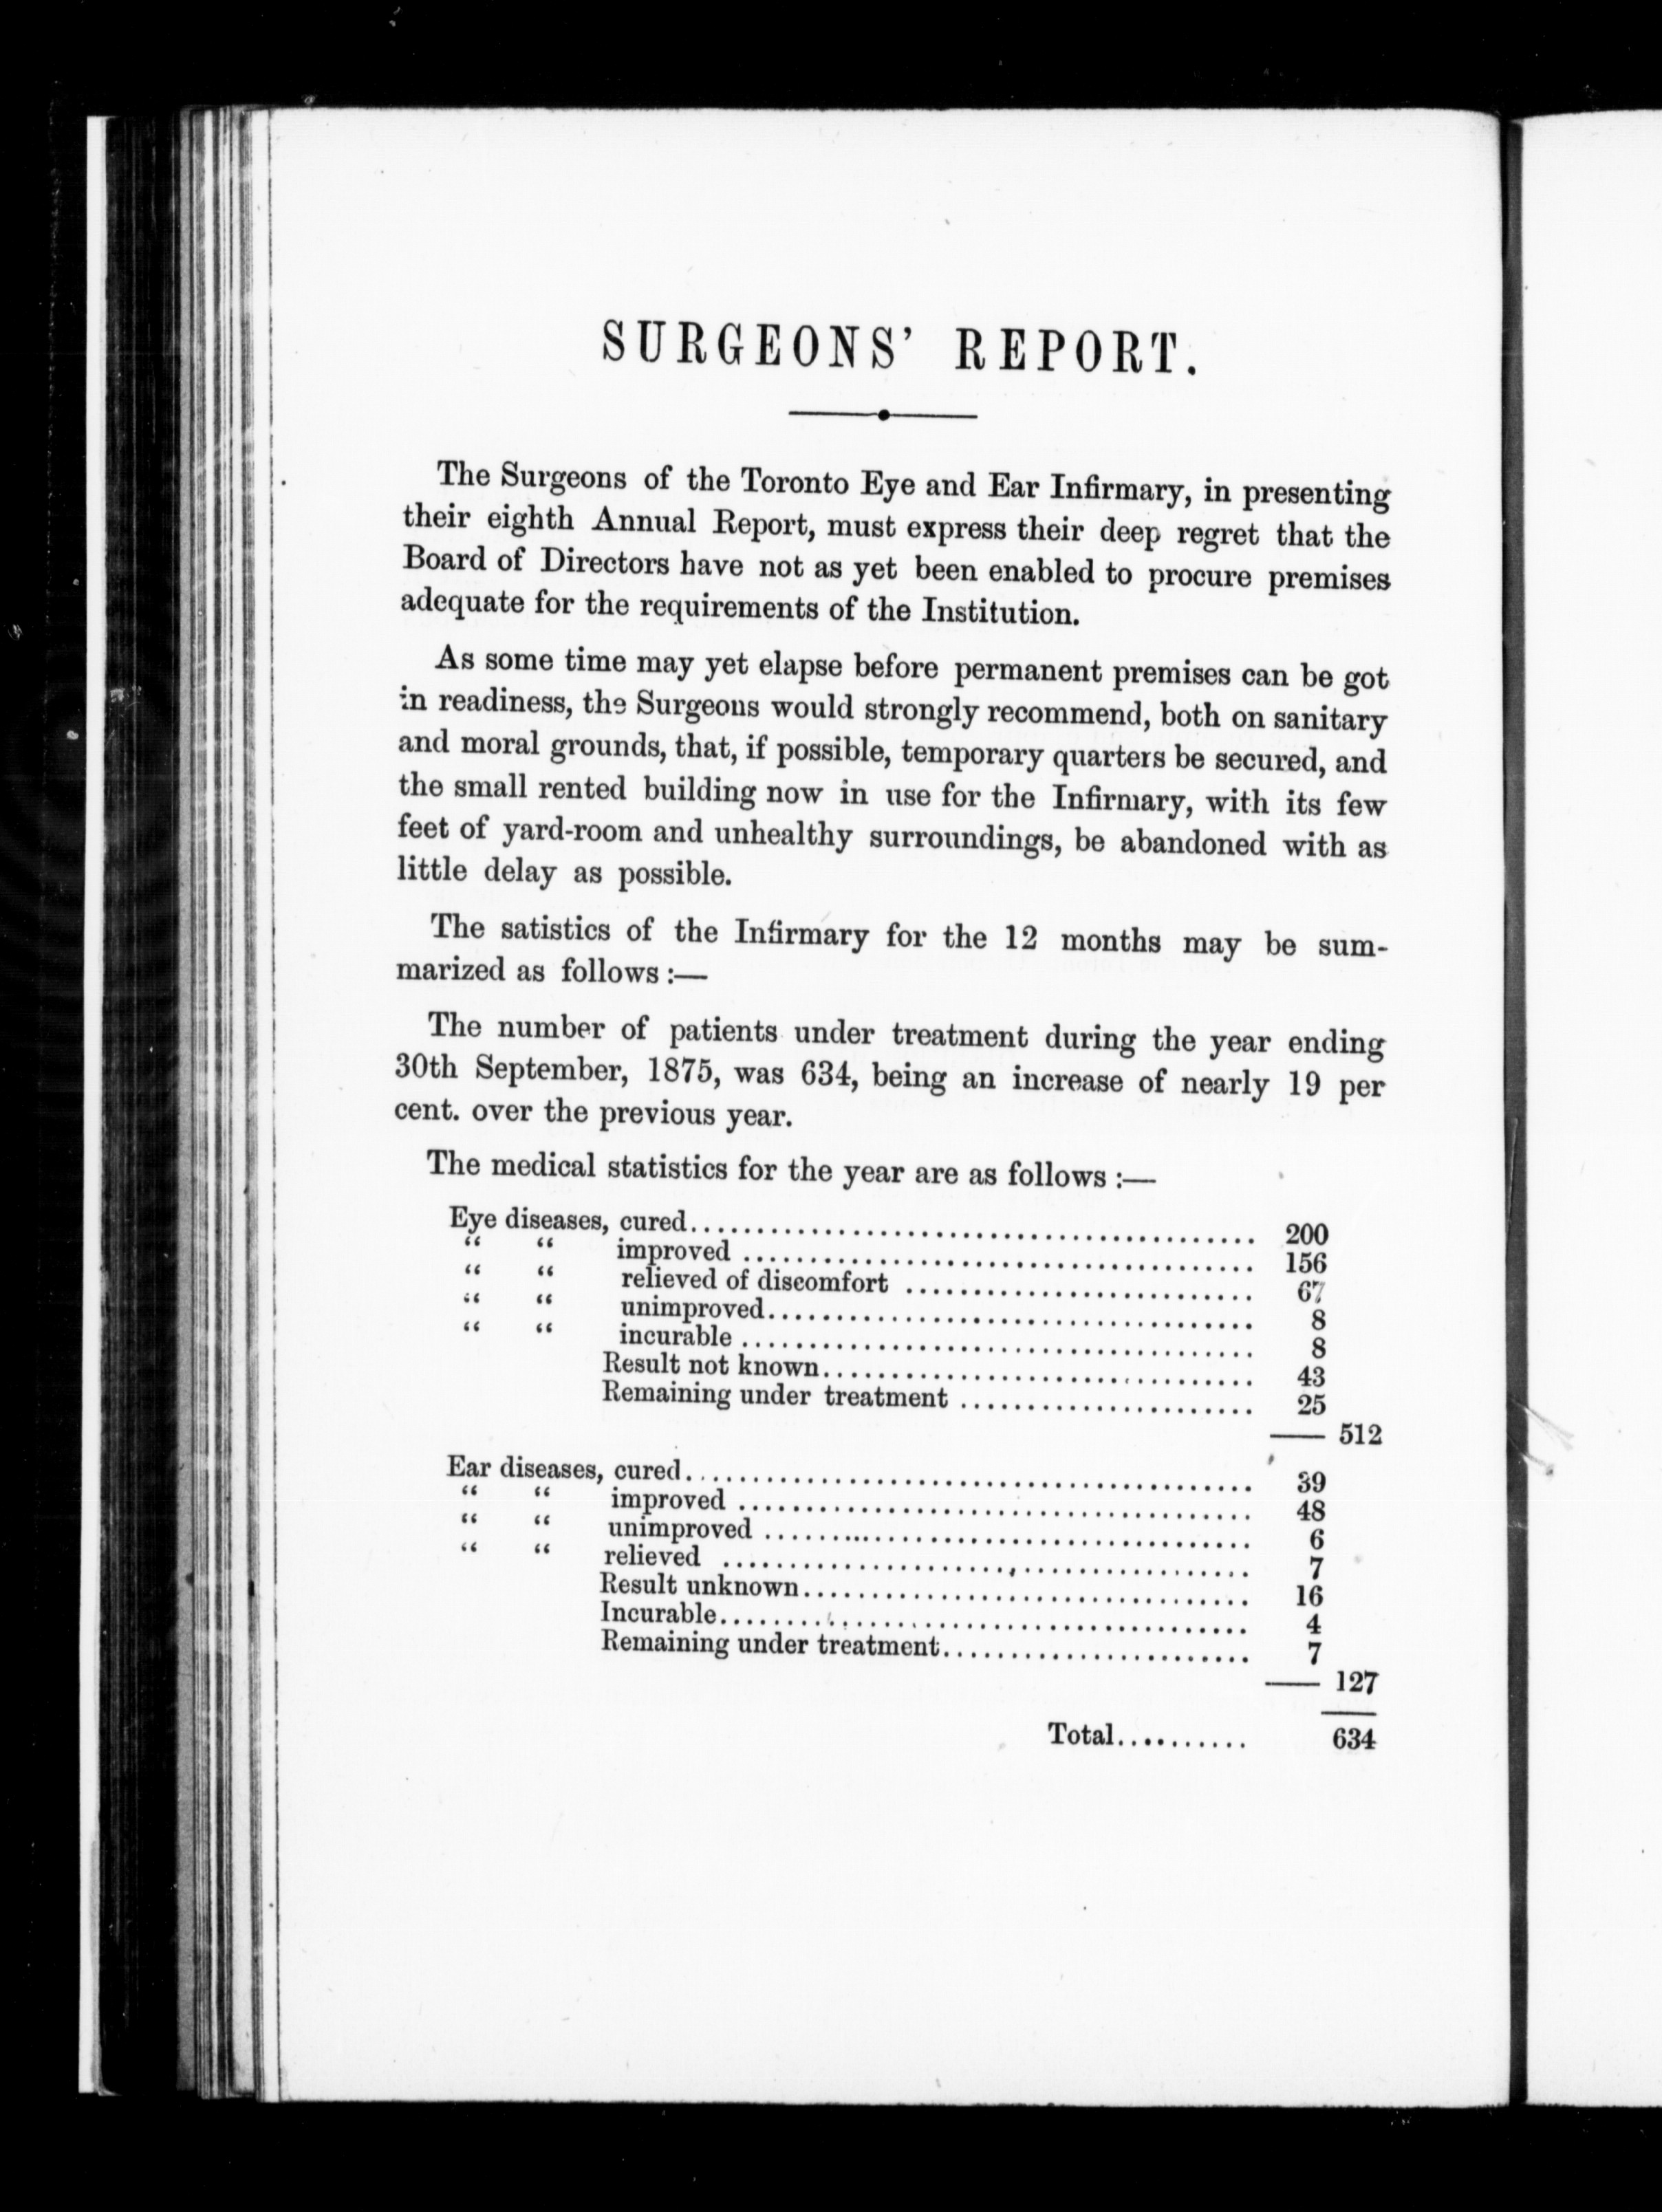 SURGEONS' REPORT.
The Surgeons of the Toronto Eye and Ear Infirmary, in presenting
their eighth Annual Report, must express their deep regret that the
Board of Directors have not as yet been enabled to procure premises
adequate for the requirements of the Institution.
As some time may yet elapse before permanent premises can be got
in readiness, the Surgeons would strongly recommend, both on sanitary
and moral grounds, that, if possible, temporary quarters be secured, and
the small rented building now in use for the Infirmary, with its few
feet of yard-room and unhealthy surroundings, be abandoned with as
little delay as possible.
The satistics of the Infirmary for the 12 months may be sum-
marized as follows :—
The number of patients under treatment during the year ending
30th September, 1875, was 634, being an increase of nearly 19 per
cent. over the previous year.
The medical statistics for the year are as follows :—
Eye diseases, cured........................................ 200
“ “ improved ........................................ 156
“ “ relieved of discomfort ........................... 67
“ “ unimproved..................................... 8
“ “ incurable ....................................... 8
Result not known................................. 43
Remaining under treatment ...................... 25
—— 512
Ear diseases, cured........................................ 39
“ “ improved ....................................... 48
“ “ unimproved ..................................... 6
“ “ relieved ........................................ 7
Result unknown.................................. 16
Incurable........................................ 4
Remaining under treatment....................... 7
—— 127
Total.......... 634